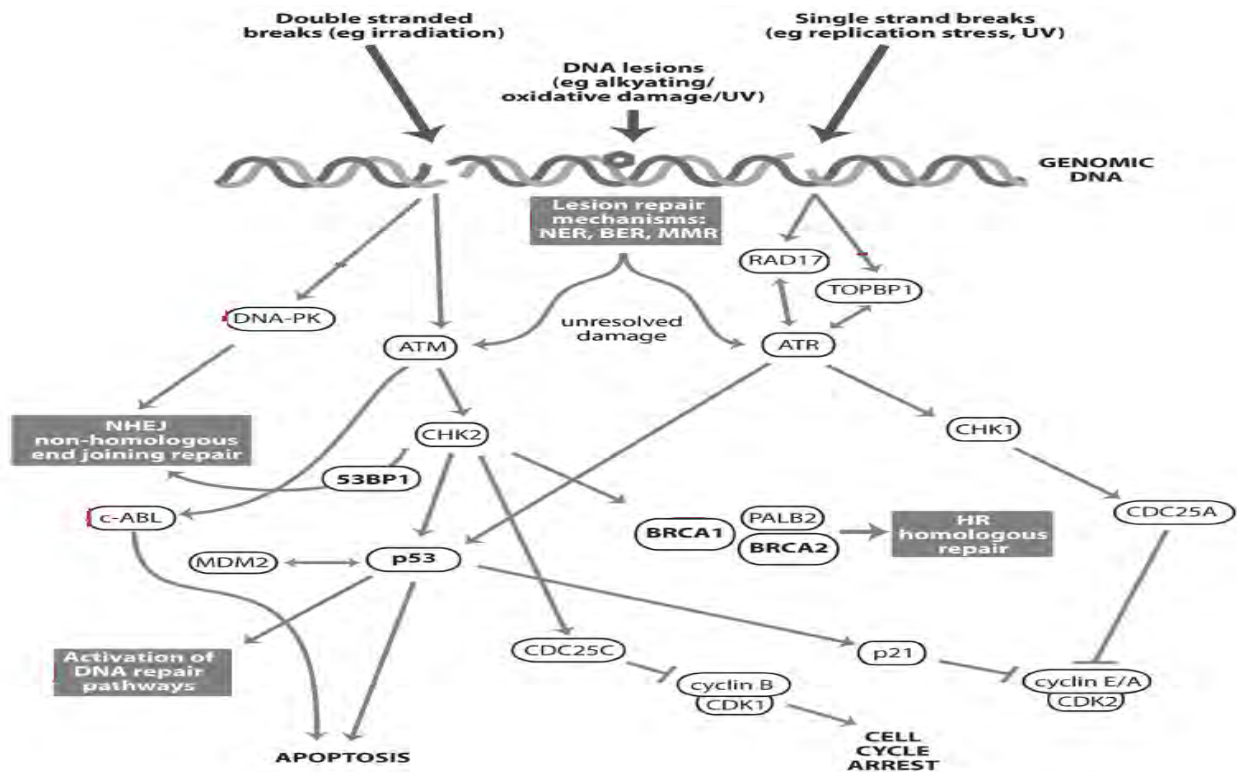 Double stranded
breaks (eg irradiation)
Single strand breaks
(eg replication stress, UV)
DNA lesions
(eg alkyating/
oxidative damage/UV)
GENOMIC
DNA
Lesion repair
mechanisms:
NER, BER, MMR
RAD17
TOPBP1
DNA-PK
unresolved
damage
ATM
ATR
NHEJ
non-homologous
end joining repair
CHK2
CHK1
53BP1
c-ABL
BRCA1
PALB2
BRCA2
HR
homologous
repair
CDC25A
MDM2
p53
Activation of
DNA repair
pathways
CDC25C
p21
cyclin B
CDK1
cyclin E/A
CDK2
APOPTOSIS
CELL
CYCLE
ARREST